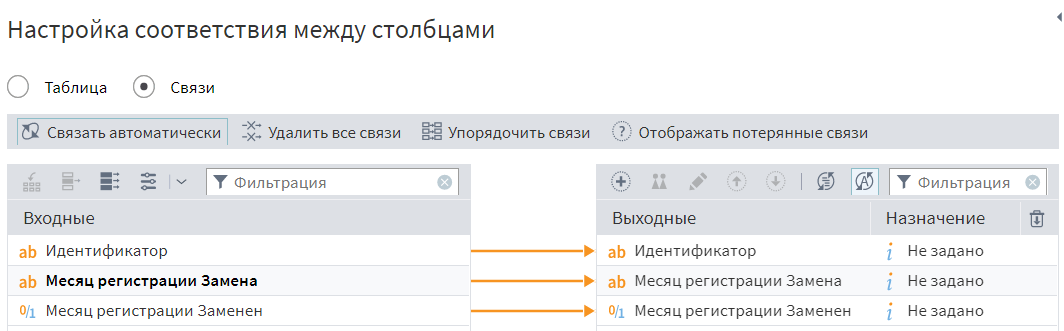 Настройка соответствия между столбцами
Таблица Связи
Связать автоматически Удалить все связи Упорядочить связи ? Отображать потерянные связи
Фильтрация Фильтрация
Входные Выходные Назначение
ab Идентификатор ab Идентификатор i Не задано
ab Месяц регистрации Замена ab Месяц регистрации Замена i Не задано
0/1 Месяц регистрации Заменен 0/1 Месяц регистрации Заменен i Не задано